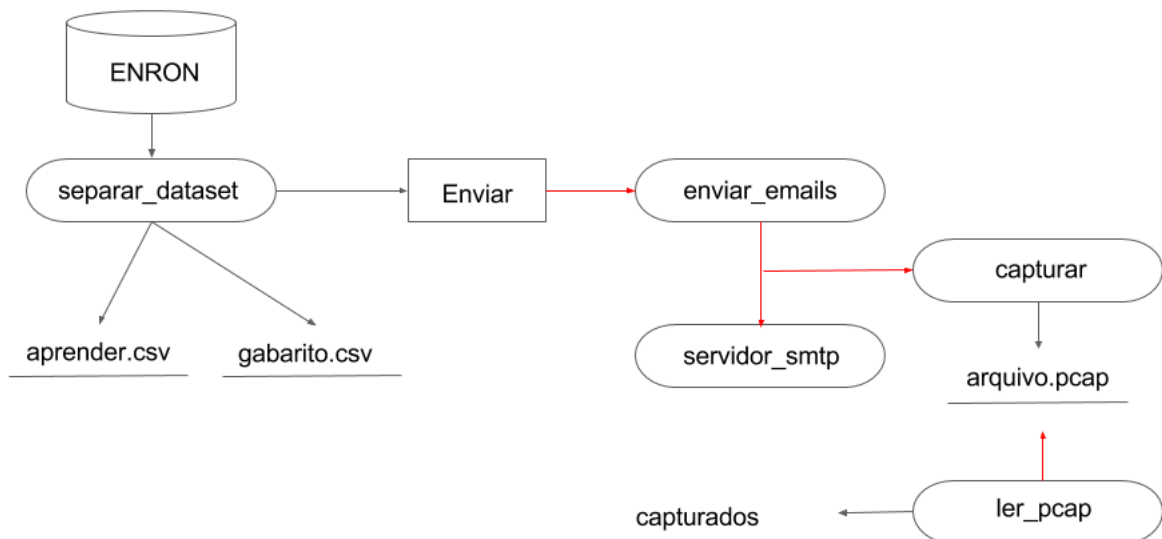 ENRON
separar_dataset
Enviar
enviar_emails
capturar
aprender.csv
gabarito.csv
servidor_smtp
arquivo.pcap
capturados
ler_pcap